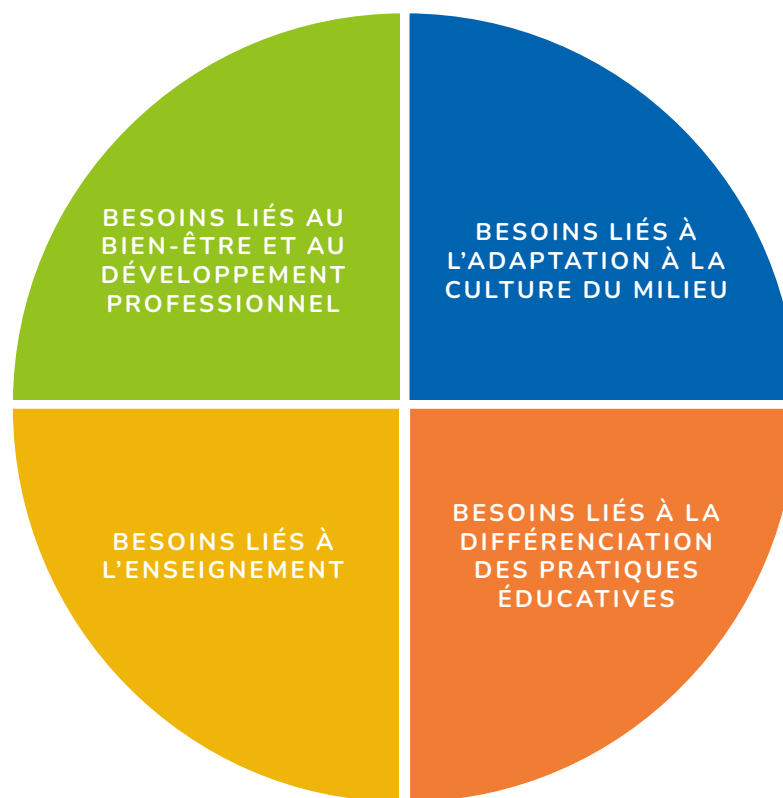 BESOINS LIÉS AU
BIEN-ÊTRE ET AU
DÉVELOPPEMENT
PROFESSIONNEL
BESOINS LIÉS À
L'ADAPTATION À LA
CULTURE DU MILIEU
BESOINS LIÉS À
L'ENSEIGNEMENT
BESOINS LIÉS À LA
DIFFÉRENCIATION
DES PRATIQUES
ÉDUCATIVES